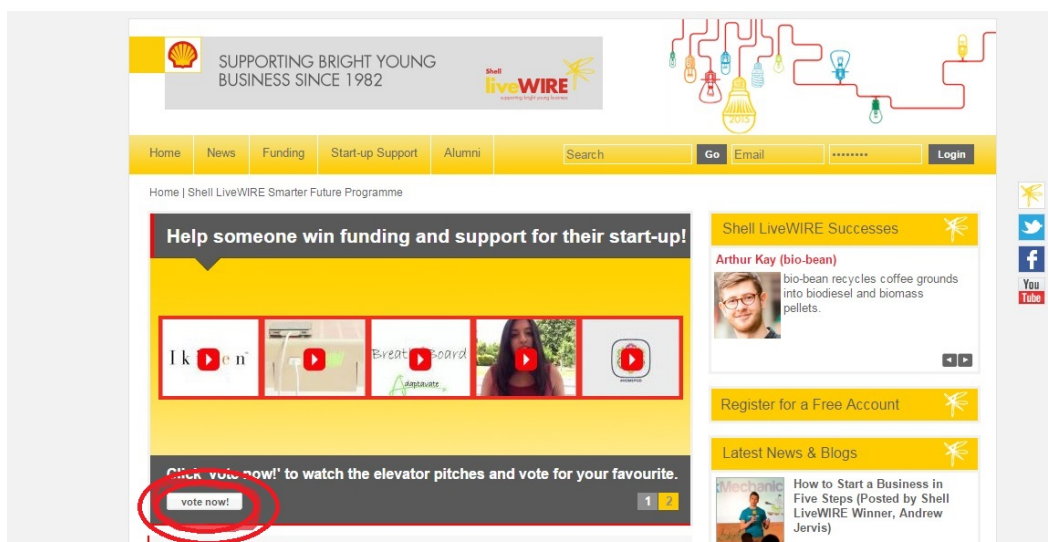 SUPPORTING BRIGHT YOUNG
BUSINESS SINCE 1982
Shell
liveWIRE
supporting bright young business
2013
Home News Funding Start-up Support Alumni Search Go Email •••••••• Login
Home | Shell LiveWIRE Smarter Future Programme
Help someone win funding and support for their start-up!
Breath Board
Adaptavate
Click 'vote now!' to watch the elevator pitches and vote for your favourite.
vote now!
1 2
Shell LiveWIRE Successes
Arthur Kay (bio-bean)
bio-bean recycles coffee grounds
into biodiesel and biomass
pellets.
Register for a Free Account
Latest News & Blogs
Mechanic
How to Start a Business in
Five Steps (Posted by Shell
LiveWIRE Winner, Andrew
Jervis)
You
Tube